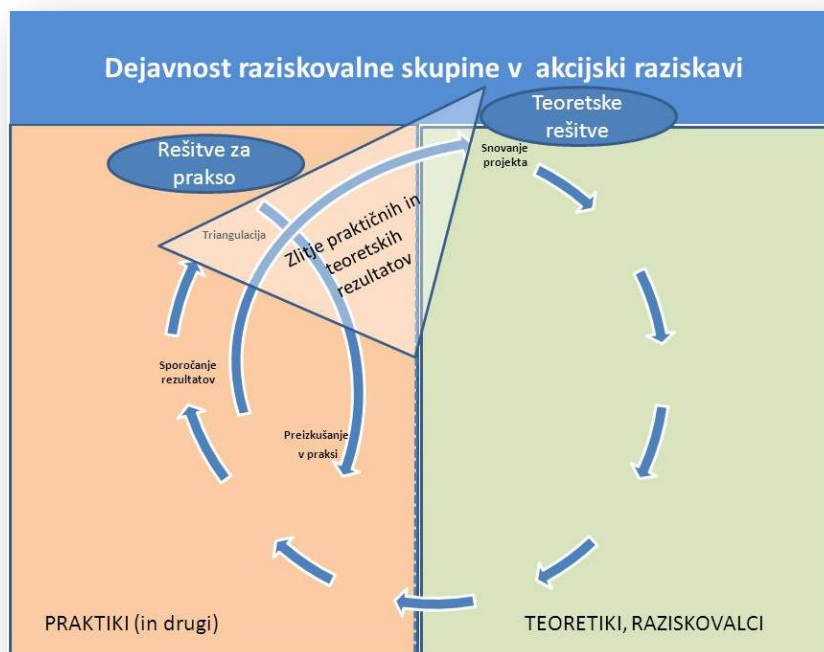 Dejavnost raziskovalne skupine v akcijski raziskavi
Teoretske
rešitve
Rešitve za
prakso
Snovanje
projekta
Triangulacija
Zlitje praktičnih in
teoretskih
rezultatov
Sporočanje
rezultatov
Preizkušanje
v praksi
PRAKTIKI (in drugi)
TEORETIKI, RAZISKOVALCI